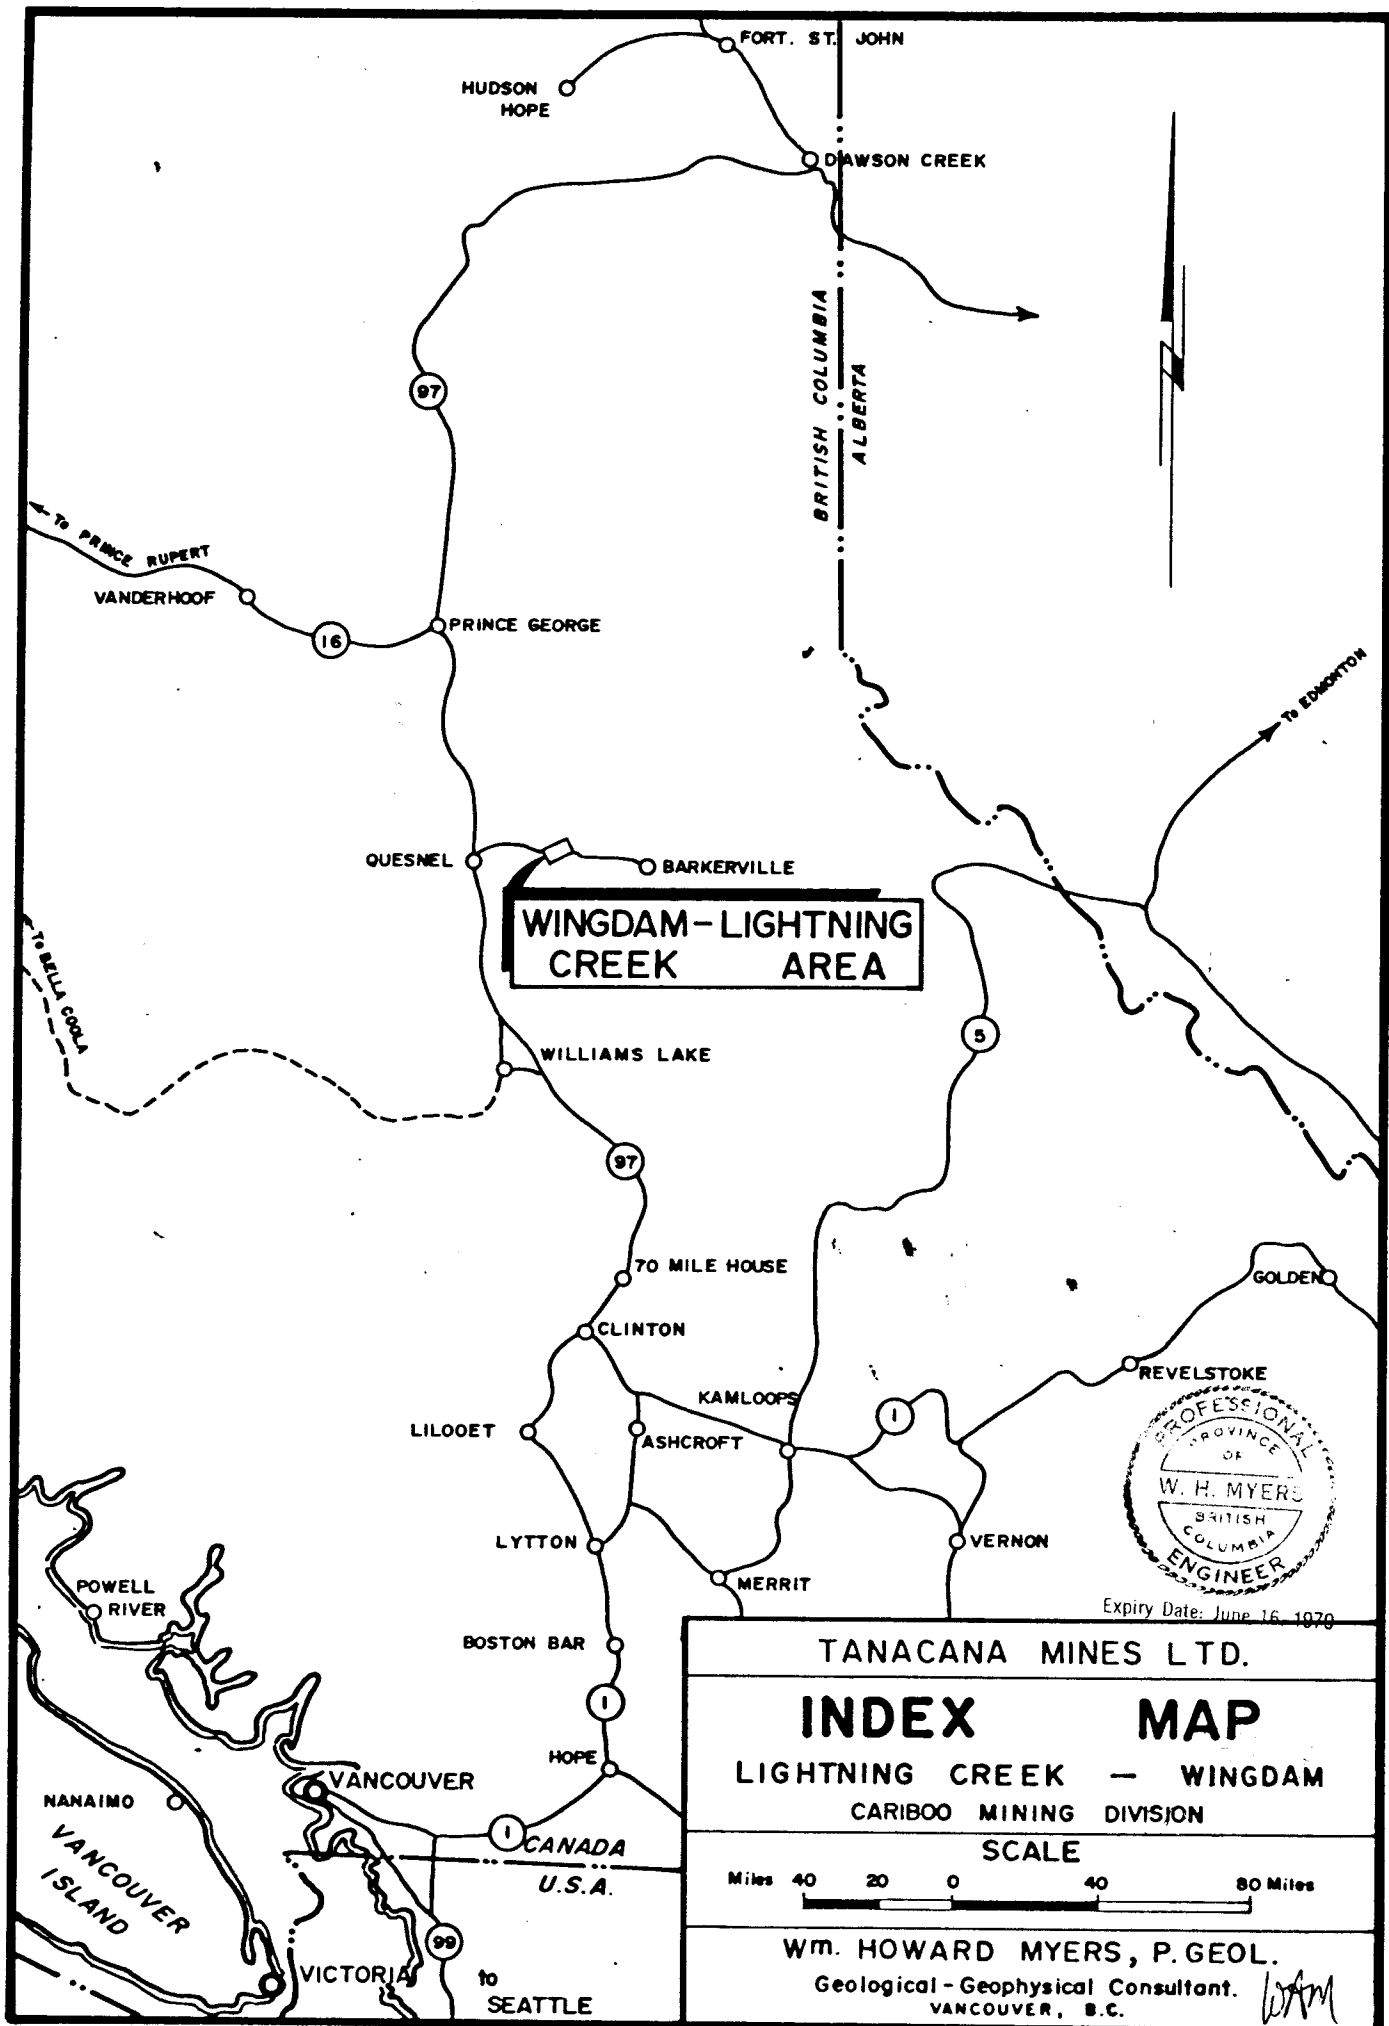 FORT. ST. JOHN
HUDSON
HOPE
DAWSON CREEK
BRITISH COLUMBIA
ALBERTA
97
To PRINCE RUPERT
VANDERHOOF
16
PRINCE GEORGE
To EDMONTON
QUESNEL
BARKERVILLE
WINGDAM-LIGHTNING
CREEK AREA
To BELLA COOLA
5
WILLIAMS LAKE
97
70 MILE HOUSE
GOLDEN
CLINTON
REVELSTOKE
KAMLOOPS
1
LILOOET
ASHCROFT
PROFESSIONAL
PROVINCE
OF
W. H. MYERS
BRITISH
COLUMBIA
ENGINEER
LYTTON
VERNON
MERRIT
POWELL
RIVER
Expiry Date: June 16, 1970
BOSTON BAR
1
HOPE
VANCOUVER
NANAIMO
1
CANADA
U.S.A.
VANCOUVER
ISLAND
99
VICTORIA
to
SEATTLE
TANACANA MINES LTD.
INDEX MAP
LIGHTNING CREEK — WINGDAM
CARIBOO MINING DIVISION
SCALE
Miles 40 20 0 40 80 Miles
Wm. HOWARD MYERS, P. GEOL.
Geological - Geophysical Consultant.
VANCOUVER, B.C.